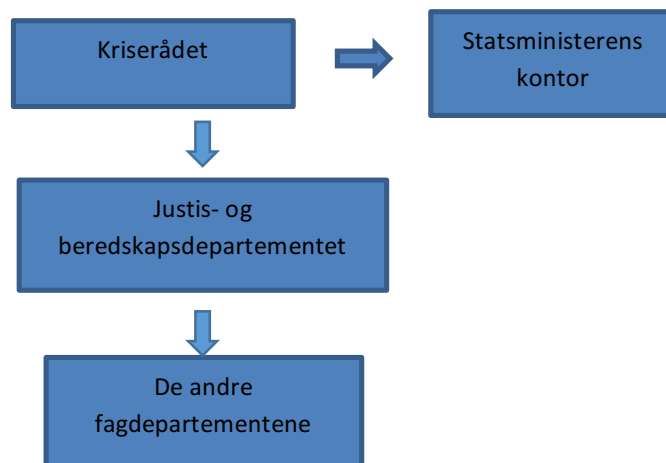 Kriserådet
Statsministerens
kontor
Justis- og
beredskapsdepartementet
De andre
fagdepartementene